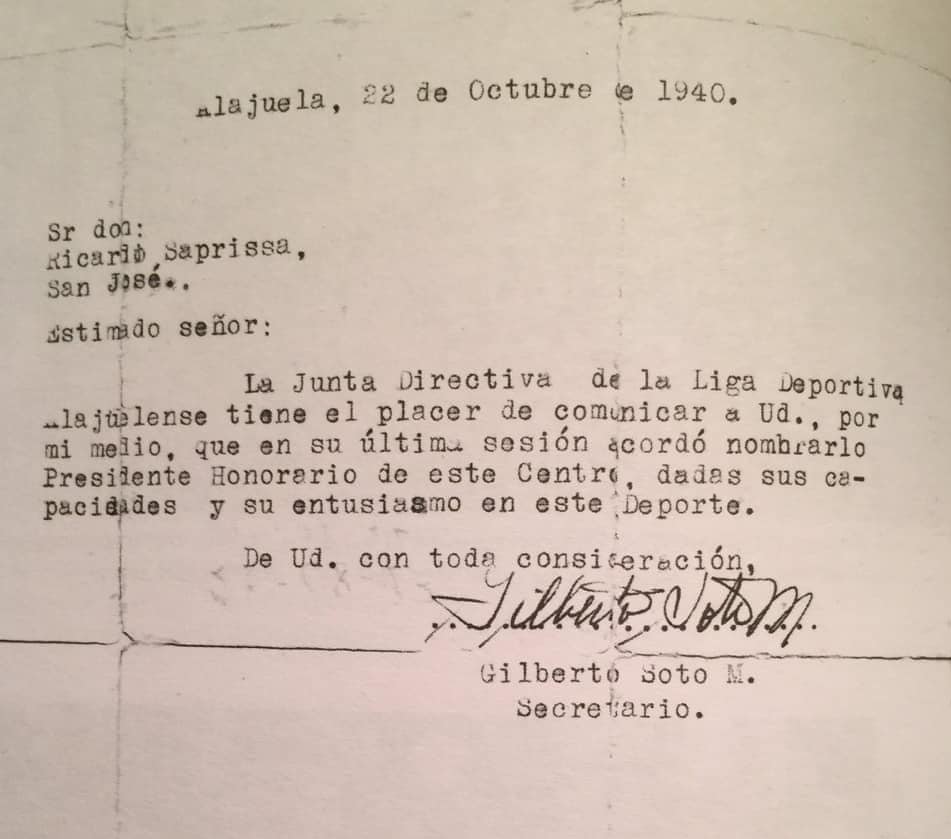 Alajuela, 22 de Octubre de 1940.
Sr don:
Ricardo Saprissa,
San José..
Estimado señor:
La Junta Directiva de la Liga Deportiva
Alajuelense tiene el placer de comunicar a Ud., por
mi medio, que en su última sesión acordó nombrarlo
Presidente Honorario de este Centro, dadas sus ca-
pacidades y su entusiasmo en este Deporte.
De Ud. con toda consideración,
Gilberto Soto M.
Gilberto Soto M.
Secretario.